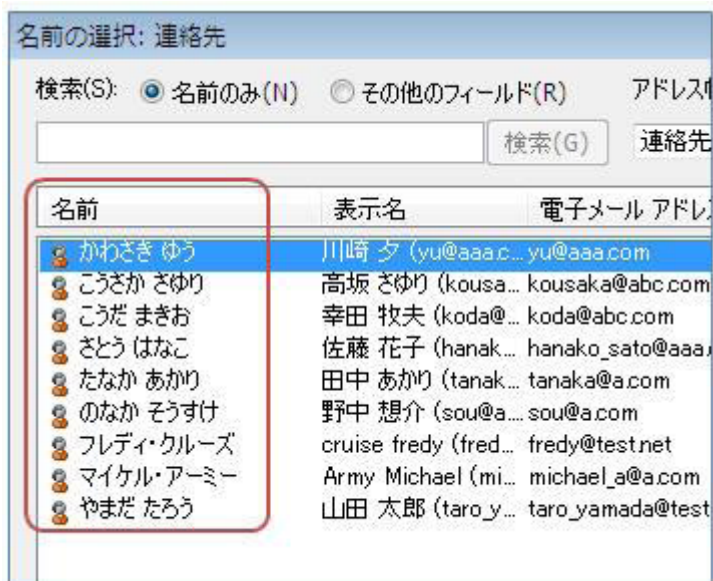 名前の選択: 連絡先
検索(S): 名前のみ(N) その他のフィールド(R) アドレス帳
検索(G) 連絡先
名前 表示名 電子メール アドレス
かわさき ゆう 川崎 夕 (yu@aaa.c... yu@aaa.com
こうさか さゆり 高坂 さゆり (kousa... kousaka@abc.com
こうだ まきお 幸田 牧夫 (koda@... koda@abc.com
さとう はなこ 佐藤 花子 (hanak... hanako_sato@aaa.
たなか あかり 田中 あかり (tanak... tanaka@a.com
のなか そうすけ 野中 想介 (sou@a... sou@a.com
フレディ・クルーズ cruise fredy (fred... fredy@test.net
マイケル・アーミー Army Michael (mi... michael_a@a.com
やまだ たろう 山田 太郎 (taro_y... taro_yamada@test